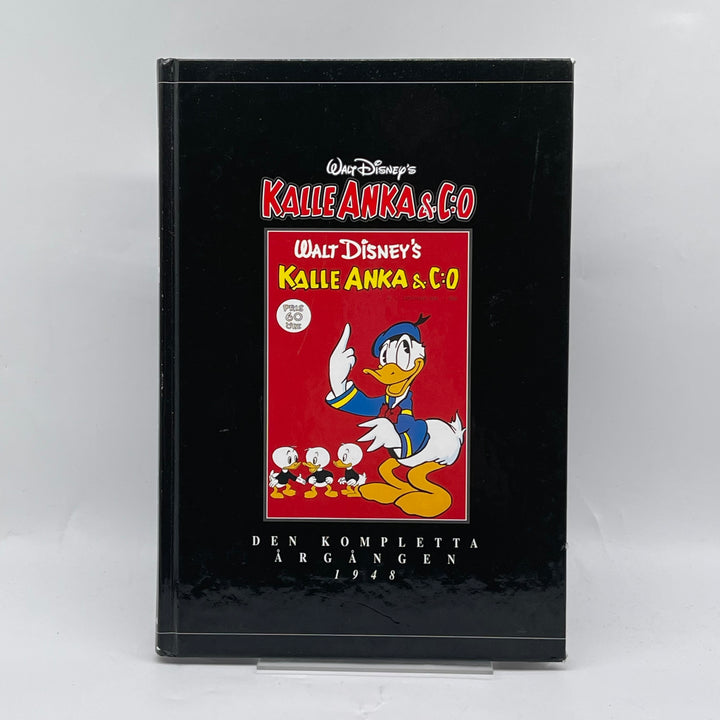 Walt Disney's
KALLE ANKA & C:O
WALT DISNEY'S
KALLE ANKA & C:O
PRIS
60
ÖRE
DEN KOMPLETTA
ÅRGÅNGEN
1948